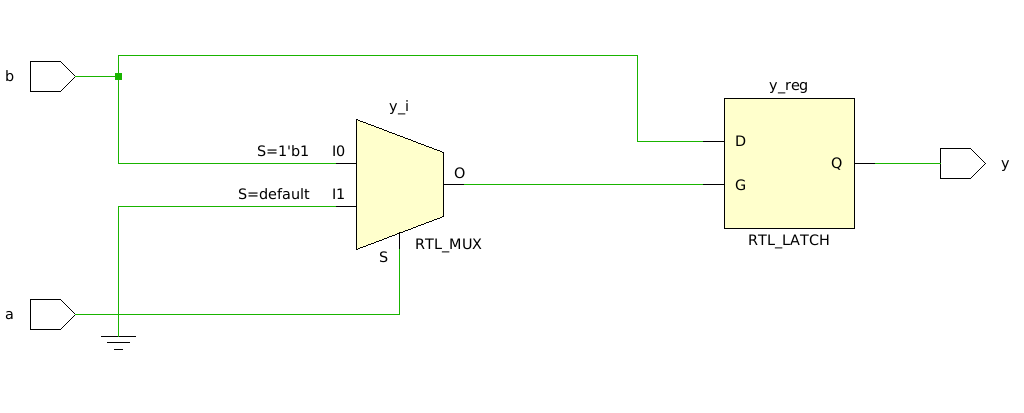 b
y_i
y_reg
S=1'b1 I0
D
S=default I1
O
Q
y
G
RTL_MUX
RTL_LATCH
S
a